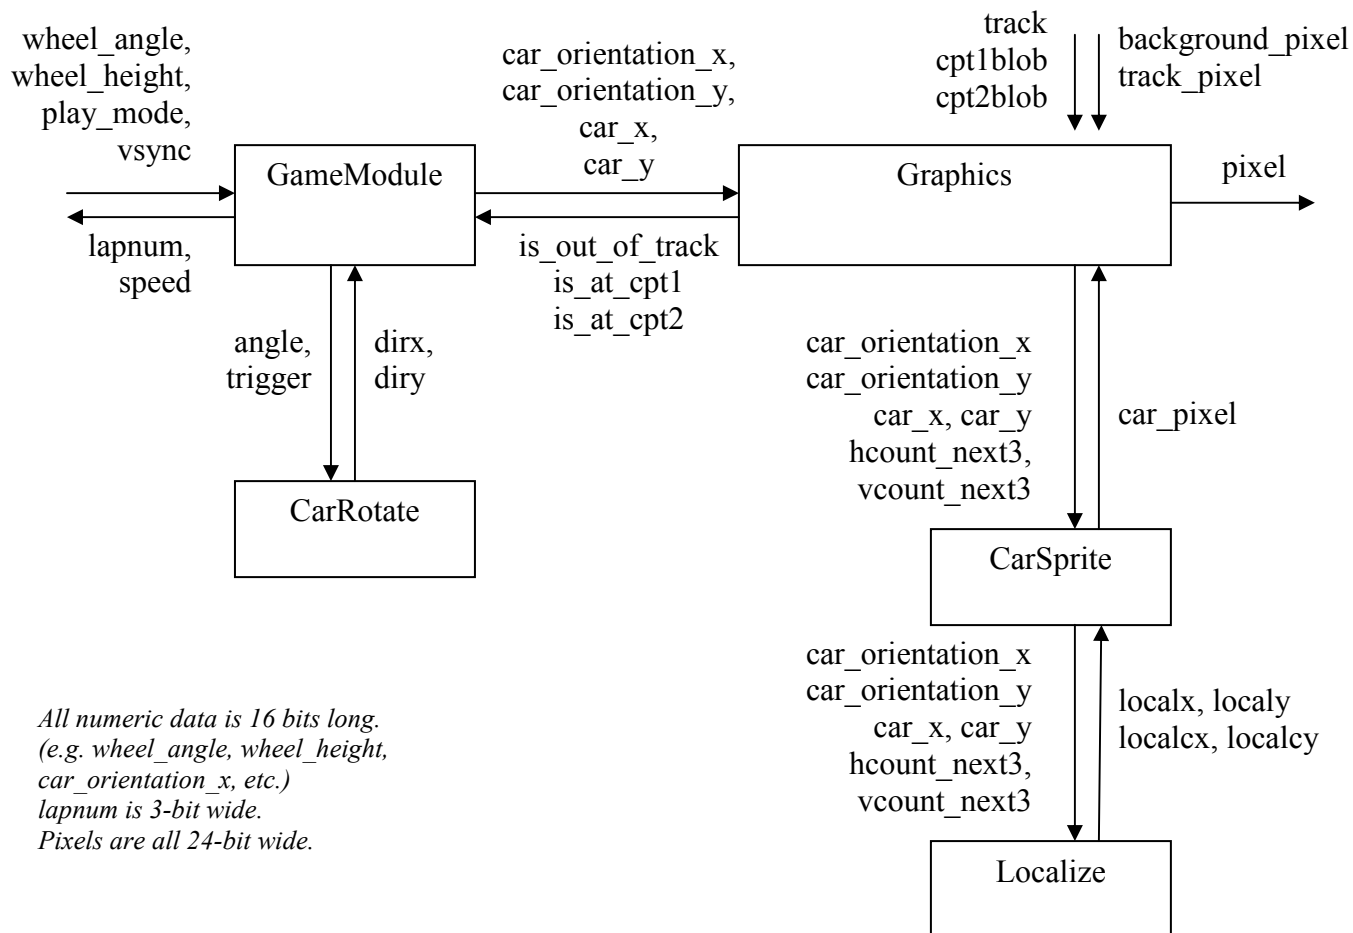 wheel_angle,
wheel_height,
play_mode,
vsync
lapnum,
speed
GameModule
car_orientation_x,
car_orientation_y,
car_x,
car_y
is_out_of_track
is_at_cpt1
is_at_cpt2
track
cpt1blob
cpt2blob
background_pixel
track_pixel
Graphics
pixel
angle,
trigger
dirx,
diry
CarRotate
car_orientation_x
car_orientation_y
car_x, car_y
hcount_next3,
vcount_next3
car_pixel
CarSprite
car_orientation_x
car_orientation_y
car_x, car_y
hcount_next3,
vcount_next3
localx, localy
localcx, localcy
Localize
All numeric data is 16 bits long.
(e.g. wheel_angle, wheel_height,
car_orientation_x, etc.)
lapnum is 3-bit wide.
Pixels are all 24-bit wide.